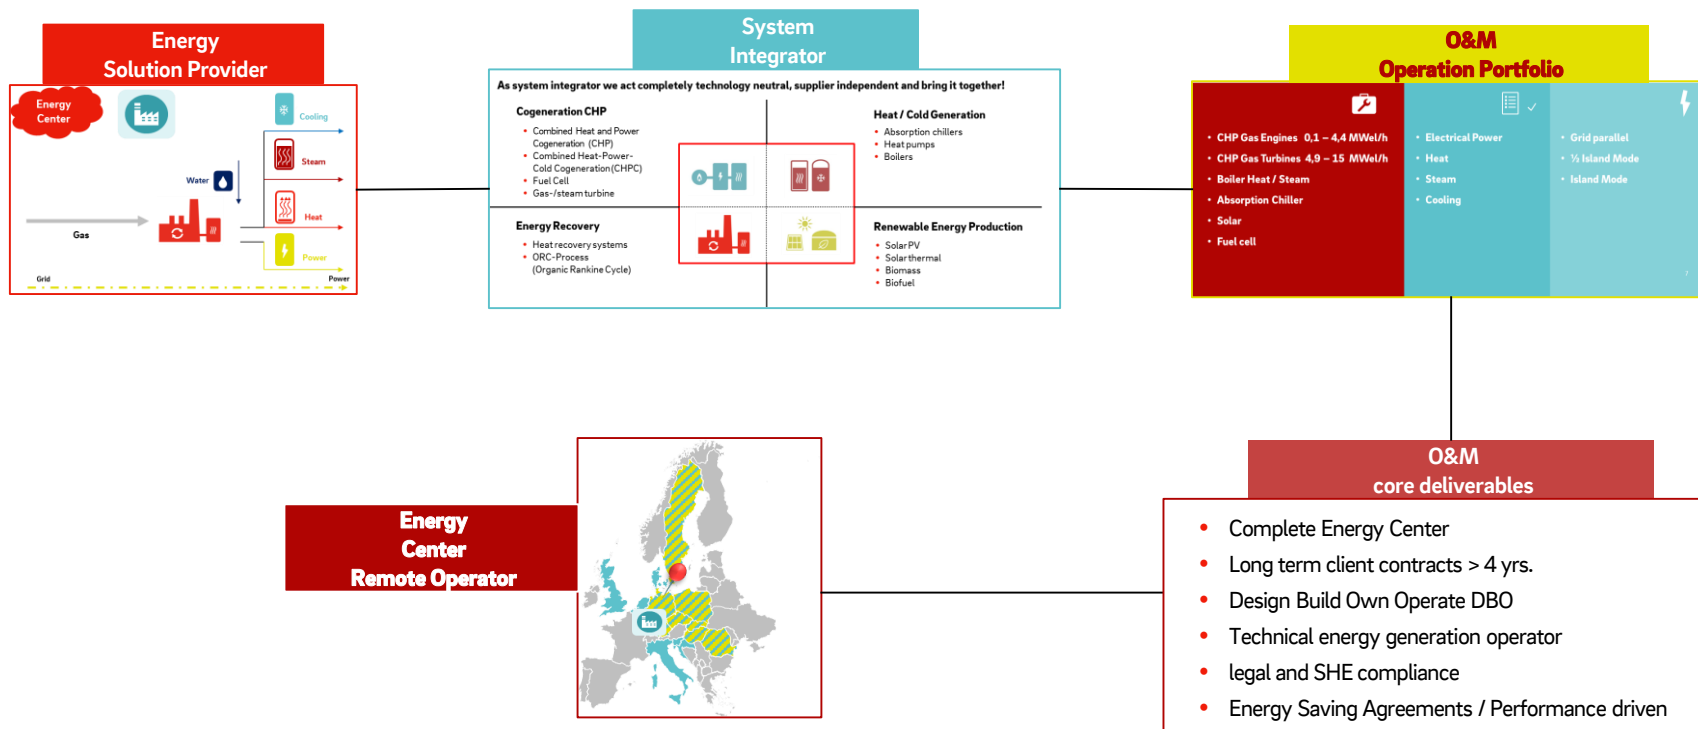 Energy
Solution Provider
Energy
Center
Cooling
Steam
Water
Heat
Gas
Power
Grid
Power
System
Integrator
As system integrator we act completely technology neutral, supplier independent and bring it together!
Cogeneration CHP
• Combined Heat and Power
Cogeneration (CHP)
• Combined Heat-Power-
Cold Cogeneration(CHPC)
• Fuel Cell
• Gas-/steam turbine
Heat / Cold Generation
• Absorption chillers
• Heat pumps
• Boilers
Energy Recovery
• Heat recovery systems
• ORC-Process
(Organic Rankine Cycle)
Renewable Energy Production
• Solar PV
• Solarthermal
• Biomass
• Biofuel
O&M
Operation Portfolio
• CHP Gas Engines 0,1 – 4,4 MWel/h
• CHP Gas Turbines 4,9 – 15 MWel/h
• Boiler Heat / Steam
• Absorption Chiller
• Solar
• Fuel cell
• Electrical Power
• Heat
• Steam
• Cooling
• Grid parallel
• ½ Island Mode
• Island Mode
7
Energy
Center
Remote Operator
O&M
core deliverables
• Complete Energy Center
• Long term client contracts > 4 yrs.
• Design Build Own Operate DBO
• Technical energy generation operator
• legal and SHE compliance
• Energy Saving Agreements / Performance driven